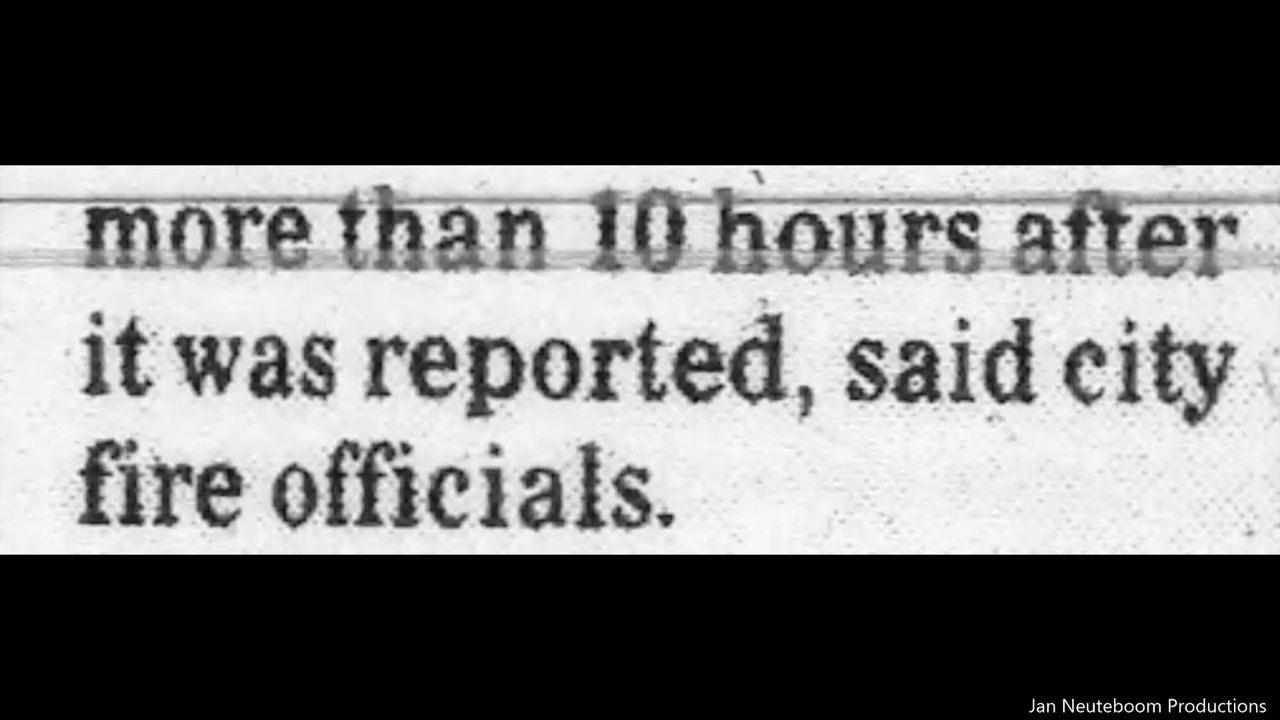 more than 10 hours after
it was reported, said city
fire officials.
Jan Neuteboom Productions